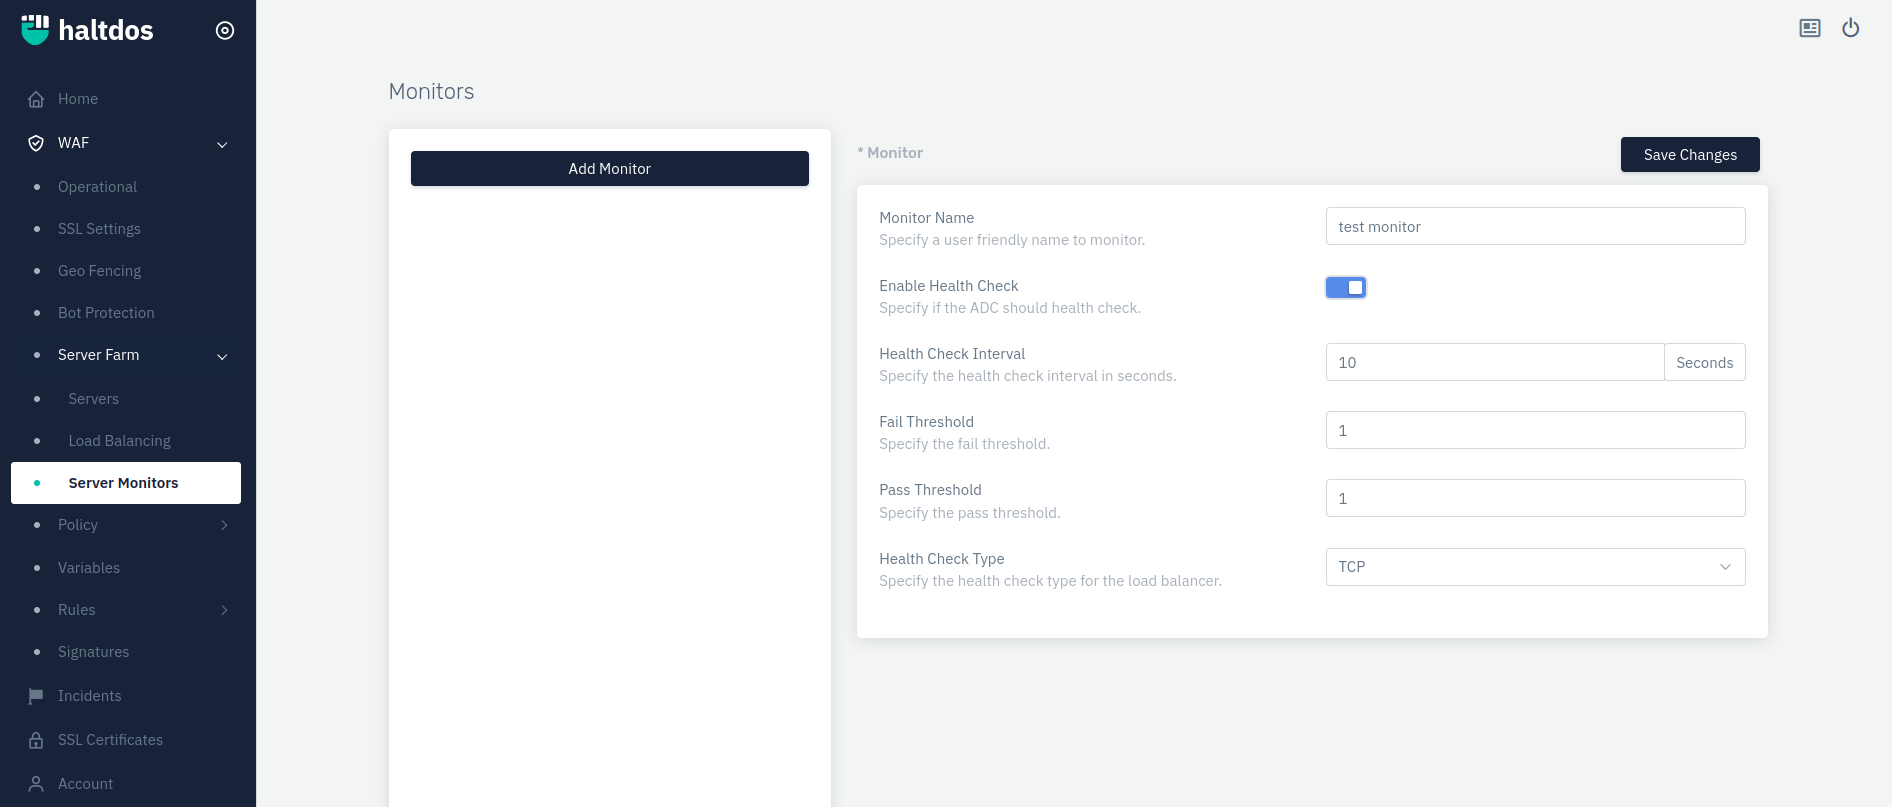 haltdos
Home
WAF
Operational
SSL Settings
Geo Fencing
Bot Protection
Server Farm
Servers
Load Balancing
Server Monitors
Policy
Variables
Rules
Signatures
Incidents
SSL Certificates
Account
Monitors
Add Monitor
* Monitor
Save Changes
Monitor Name
Specify a user friendly name to monitor.
test monitor
Enable Health Check
Specify if the ADC should health check.
Health Check Interval
Specify the health check interval in seconds.
10 Seconds
Fail Threshold
Specify the fail threshold.
1
Pass Threshold
Specify the pass threshold.
1
Health Check Type
Specify the health check type for the load balancer.
TCP